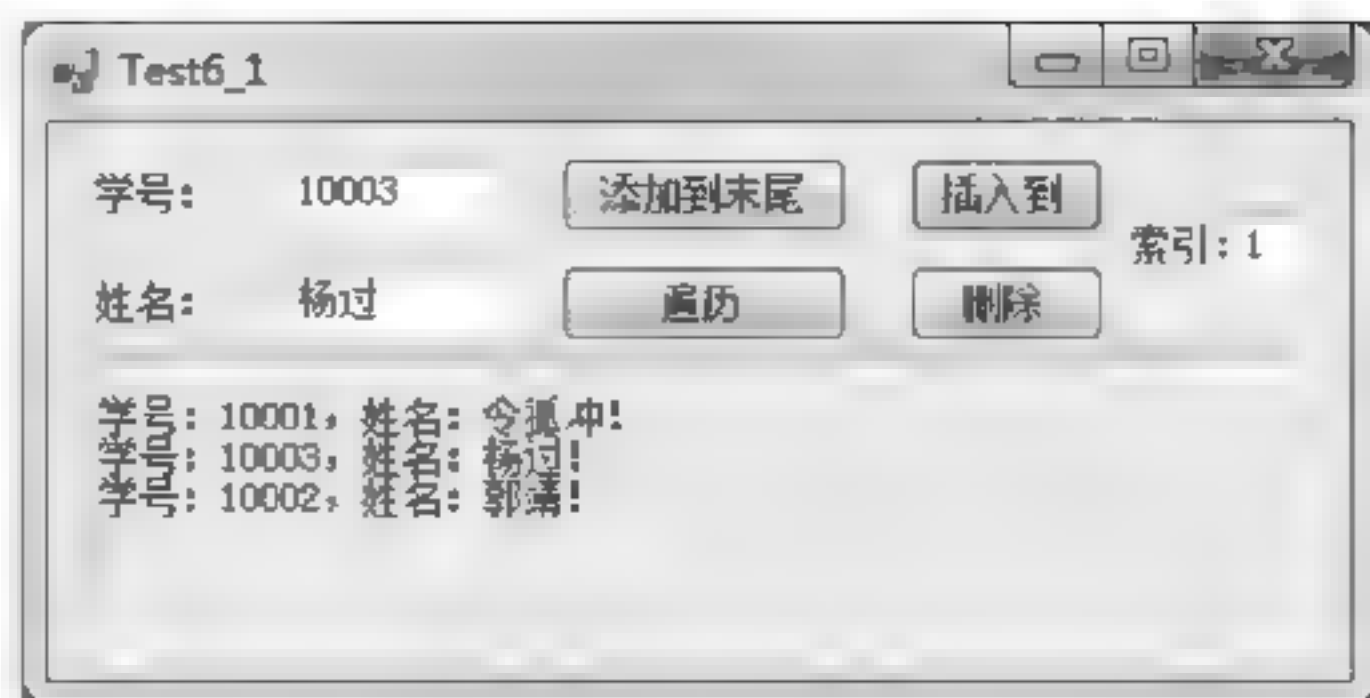 Test6_1
学号: 10003 添加到末尾 插入到
索引: 1
姓名: 杨过 遍历 删除
学号: 10001, 姓名: 令狐冲!
学号: 10003, 姓名: 杨过!
学号: 10002, 姓名: 郭靖!